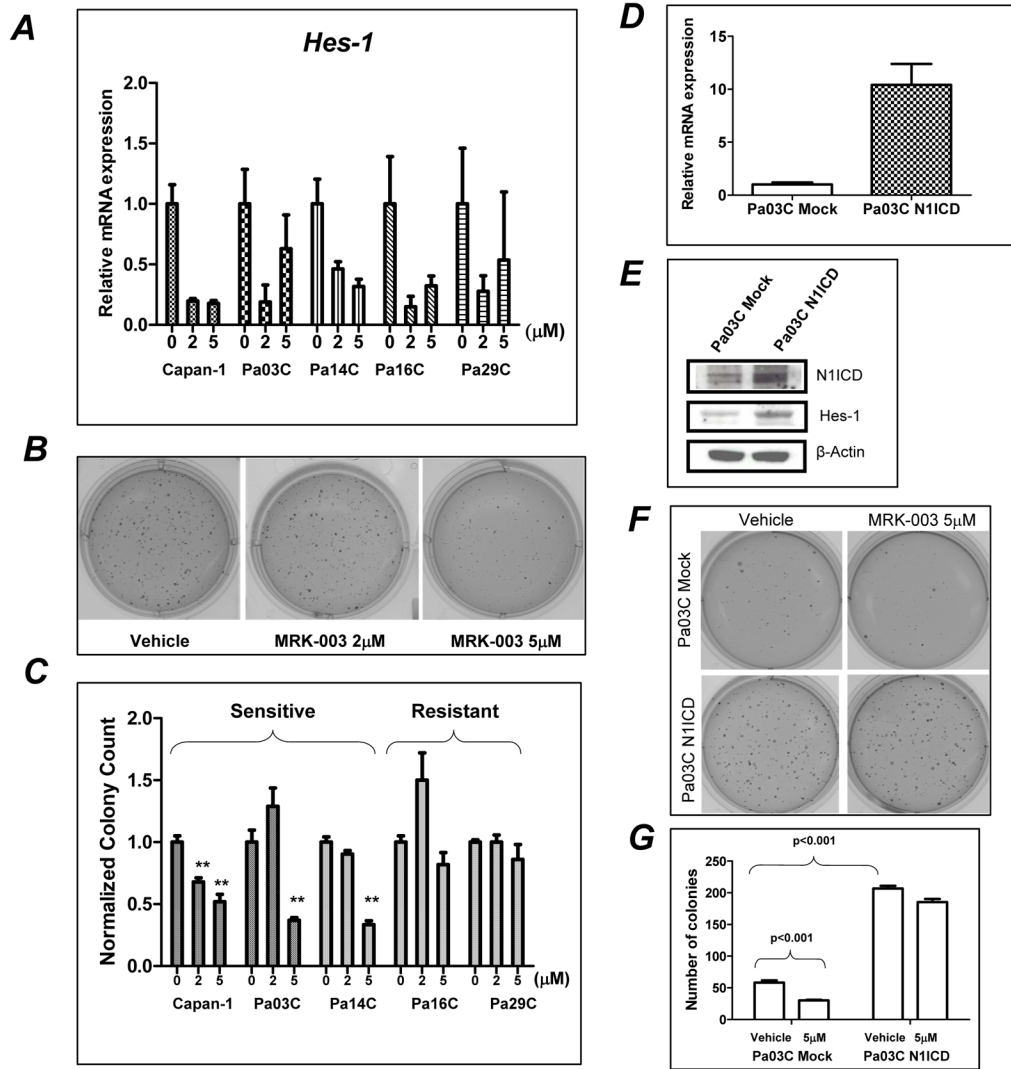 A
Hes-1
Relative mRNA expression
2.0
1.5
1.0
0.5
0.0
0 2 5 0 2 5 0 2 5 0 2 5 0 2 5 (μM)
Capan-1 Pa03C Pa14C Pa16C Pa29C
B
Vehicle MRK-003 2μM MRK-003 5μM
C
Sensitive Resistant
Normalized Colony Count
2.0
1.5
1.0
0.5
0.0
** ** ** **
0 2 5 0 2 5 0 2 5 0 2 5 0 2 5 (μM)
Capan-1 Pa03C Pa14C Pa16C Pa29C
D
Relative mRNA expression
15
10
5
0
Pa03C Mock Pa03C N1ICD
E
Pa03C Mock Pa03C N1ICD
N1ICD
Hes-1
β-Actin
F
Vehicle MRK-003 5μM
Pa03C Mock
Pa03C N1ICD
G
p<0.001
Number of colonies
250
200
150
100
50
0
p<0.001
Vehicle 5μM Vehicle 5μM
Pa03C Mock Pa03C N1ICD